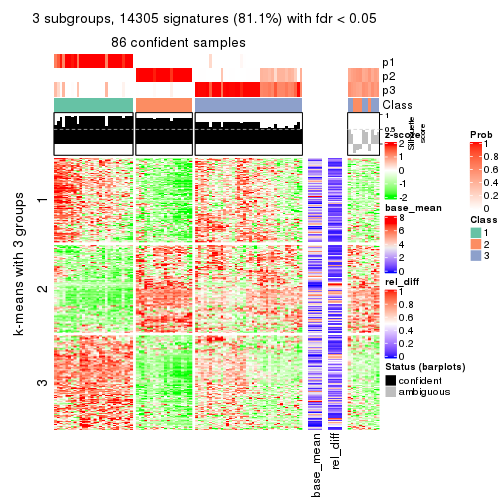 3 subgroups, 14305 signatures (81.1%) with fdr < 0.05
86 confident samples
p1
p2
p3
Class
1
0.5
0
Silhouette
score
k-means with 3 groups
1
2
3
base_mean
rel_diff
z-score
2
1
0
-1
-2
base_mean
8
6
4
2
0
rel_diff
1
0.8
0.6
0.4
0.2
0
Status (barplots)
confident
ambiguous
Prob
1
0.8
0.6
0.4
0.2
0
Class
1
2
3